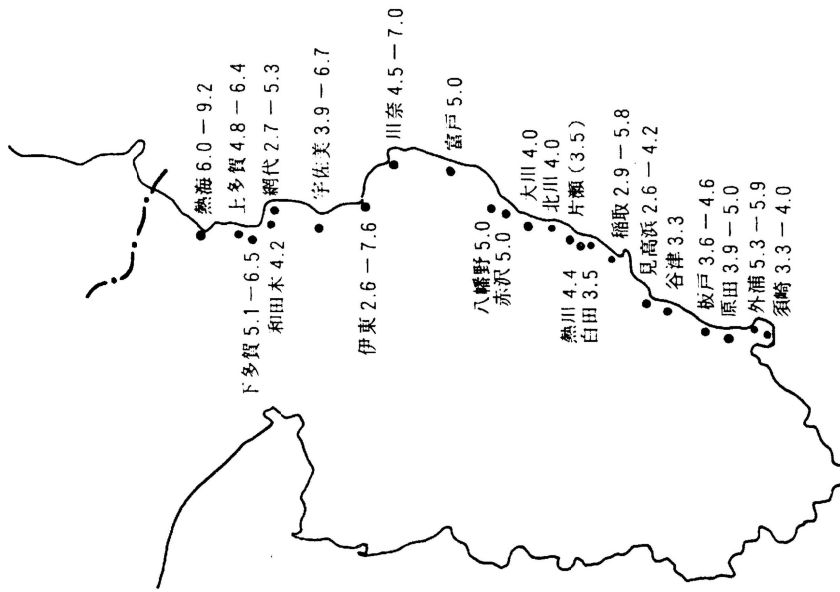 熱海 6.0－9.2
上多賀 4.8－6.4
下多賀 5.1－6.5
網代 2.7－5.3
和田木 4.2
宇佐美 3.9－6.7
伊東 2.6－7.6
川奈 4.5－7.0
富戸 5.0
八幡野 5.0
赤沢 5.0
大川 4.0
北川 4.0
片瀬 (3.5)
熱川 4.4
白田 3.5
稲取 2.9－5.8
見高浜 2.6－4.2
谷津 3.3
板戸 3.6－4.6
原田 3.9－5.0
外浦 5.3－5.9
須崎 3.3－4.0